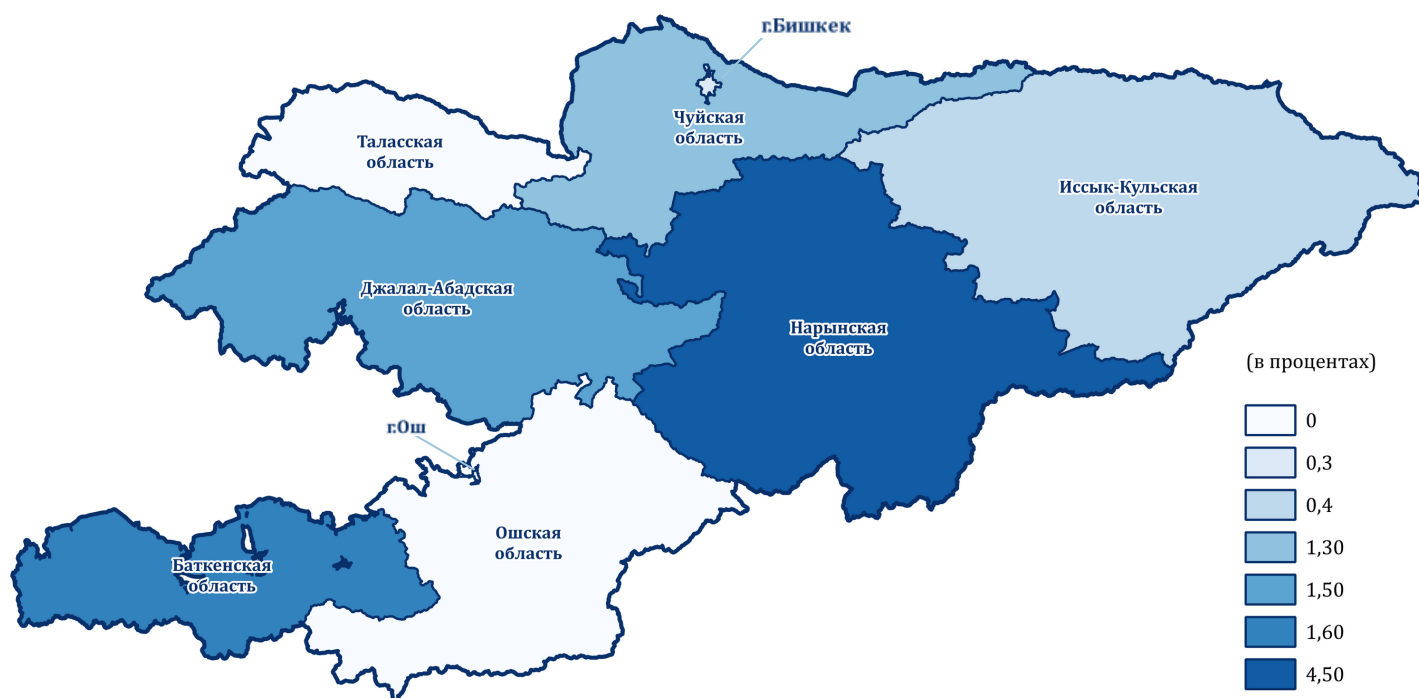 г.Бишкек
Чуйская
область
Таласская
область
Иссык-Кульская
область
Джалал-Абадская
область
Нарынская
область
г.Ош
Ошская
область
Баткенская
область
(в процентах)
0
0,3
0,4
1,30
1,50
1,60
4,50